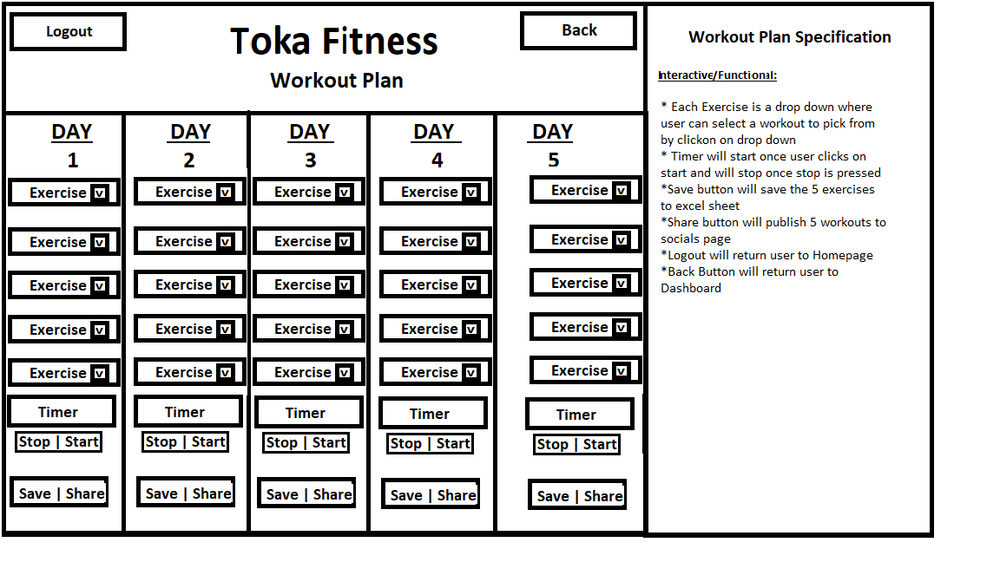 Logout
Toka Fitness
Back
Workout Plan
DAY DAY DAY DAY DAY
1 2 3 4 5
Exercise v Exercise v Exercise v Exercise v Exercise v
Exercise v Exercise v Exercise v Exercise v Exercise v
Exercise v Exercise v Exercise v Exercise v Exercise v
Exercise v Exercise v Exercise v Exercise v Exercise v
Exercise v Exercise v Exercise v Exercise v Exercise v
Timer Timer Timer Timer Timer
Stop | Start Stop | Start Stop | Start Stop | Start Stop | Start
Save | Share Save | Share Save | Share Save | Share Save | Share
Workout Plan Specification
Interactive/Functional:
* Each Exercise is a drop down where
user can select a workout to pick from
by clickon on drop down
* Timer will start once user clicks on
start and will stop once stop is pressed
*Save button will save the 5 exercises
to excel sheet
*Share button will publish 5 workouts to
socials page
*Logout will return user to Homepage
*Back Button will return user to
Dashboard